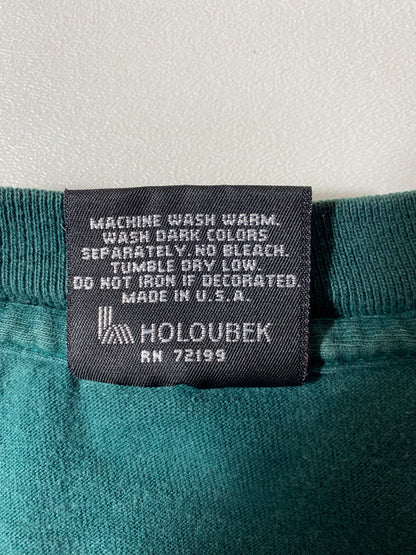 MACHINE WASH WARM.
WASH DARK COLORS
SEPARATELY. NO BLEACH.
TUMBLE DRY LOW.
DO NOT IRON IF DECORATED.
MADE IN U.S.A.
HOLOUBEK
RN 72199